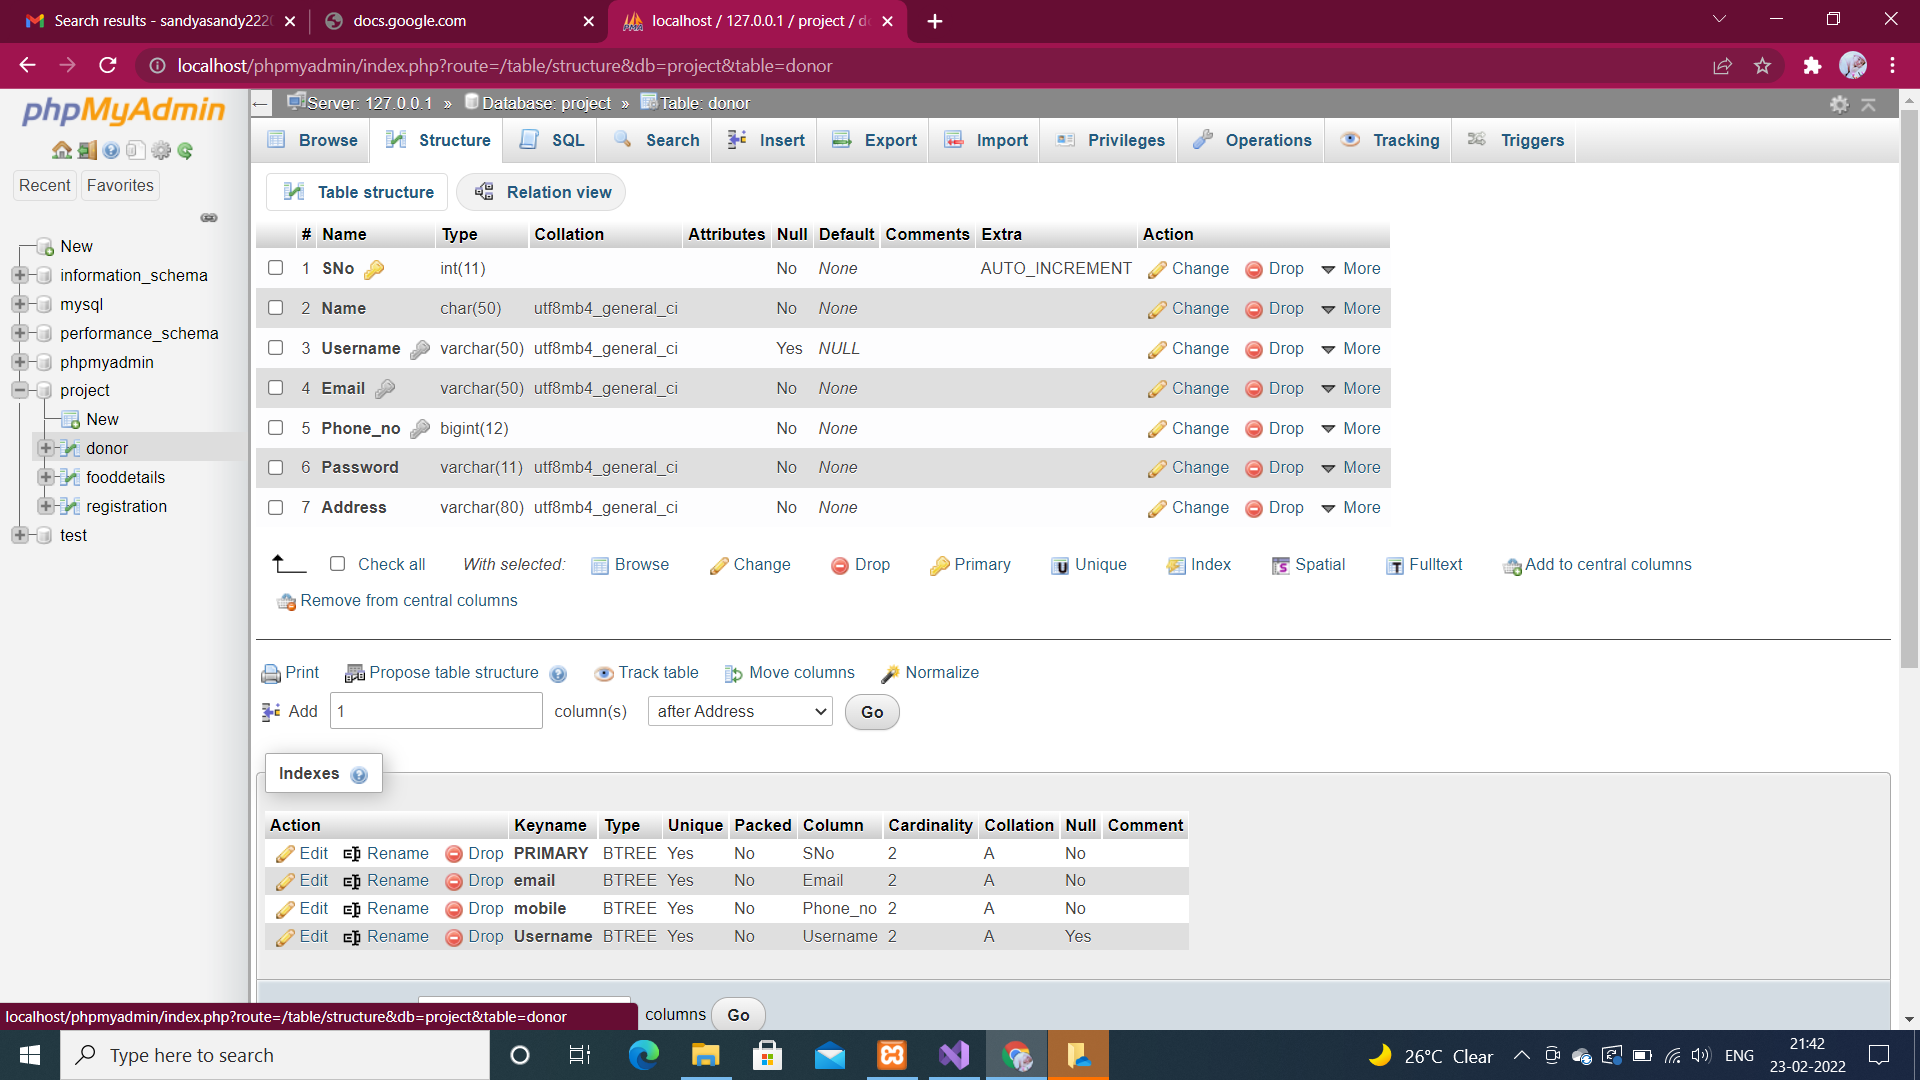 Search results - sandyasandy222
docs.google.com
localhost / 127.0.0.1 / project / do
localhost/phpmyadmin/index.php?route=/table/structure&db=project&table=donor
phpMyAdmin
Recent Favorites
New
information_schema
mysql
performance_schema
phpmyadmin
project
New
donor
fooddetails
registration
test
Server: 127.0.0.1 » Database: project » Table: donor
Browse Structure SQL Search Insert Export Import Privileges Operations Tracking Triggers
Table structure Relation view
# Name Type Collation Attributes Null Default Comments Extra Action
1 SNo int(11) No None AUTO_INCREMENT Change Drop More
2 Name char(50) utf8mb4_general_ci No None Change Drop More
3 Username varchar(50) utf8mb4_general_ci Yes NULL Change Drop More
4 Email varchar(50) utf8mb4_general_ci No None Change Drop More
5 Phone_no bigint(12) No None Change Drop More
6 Password varchar(11) utf8mb4_general_ci No None Change Drop More
7 Address varchar(80) utf8mb4_general_ci No None Change Drop More
Check all With selected: Browse Change Drop Primary Unique Index Spatial Fulltext Add to central columns
Remove from central columns
Print Propose table structure Track table Move columns Normalize
Add 1 column(s) after Address Go
Indexes
Action Keyname Type Unique Packed Column Cardinality Collation Null Comment
Edit Rename Drop PRIMARY BTREE Yes No SNo 2 A No
Edit Rename Drop email BTREE Yes No Email 2 A No
Edit Rename Drop mobile BTREE Yes No Phone_no 2 A No
Edit Rename Drop Username BTREE Yes No Username 2 A Yes
columns Go
localhost/phpmyadmin/index.php?route=/table/structure&db=project&table=donor
Type here to search
26°C Clear
ENG
21:42
23-02-2022